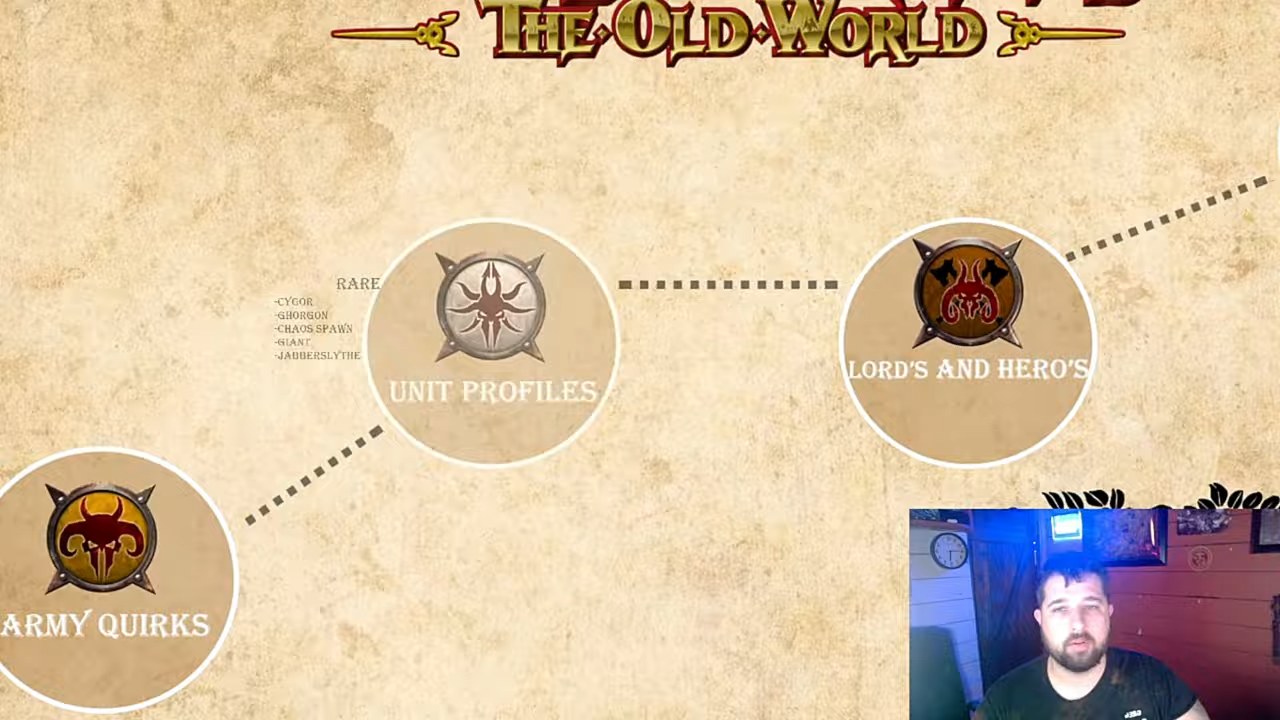 THE OLD WORLD
RARE
-CYGOR
-GHORGON
-CHAOS SPAWN
-GIANT
-JABBERSLYTHE
UNIT PROFILES
LORD'S AND HERO'S
ARMY QUIRKS